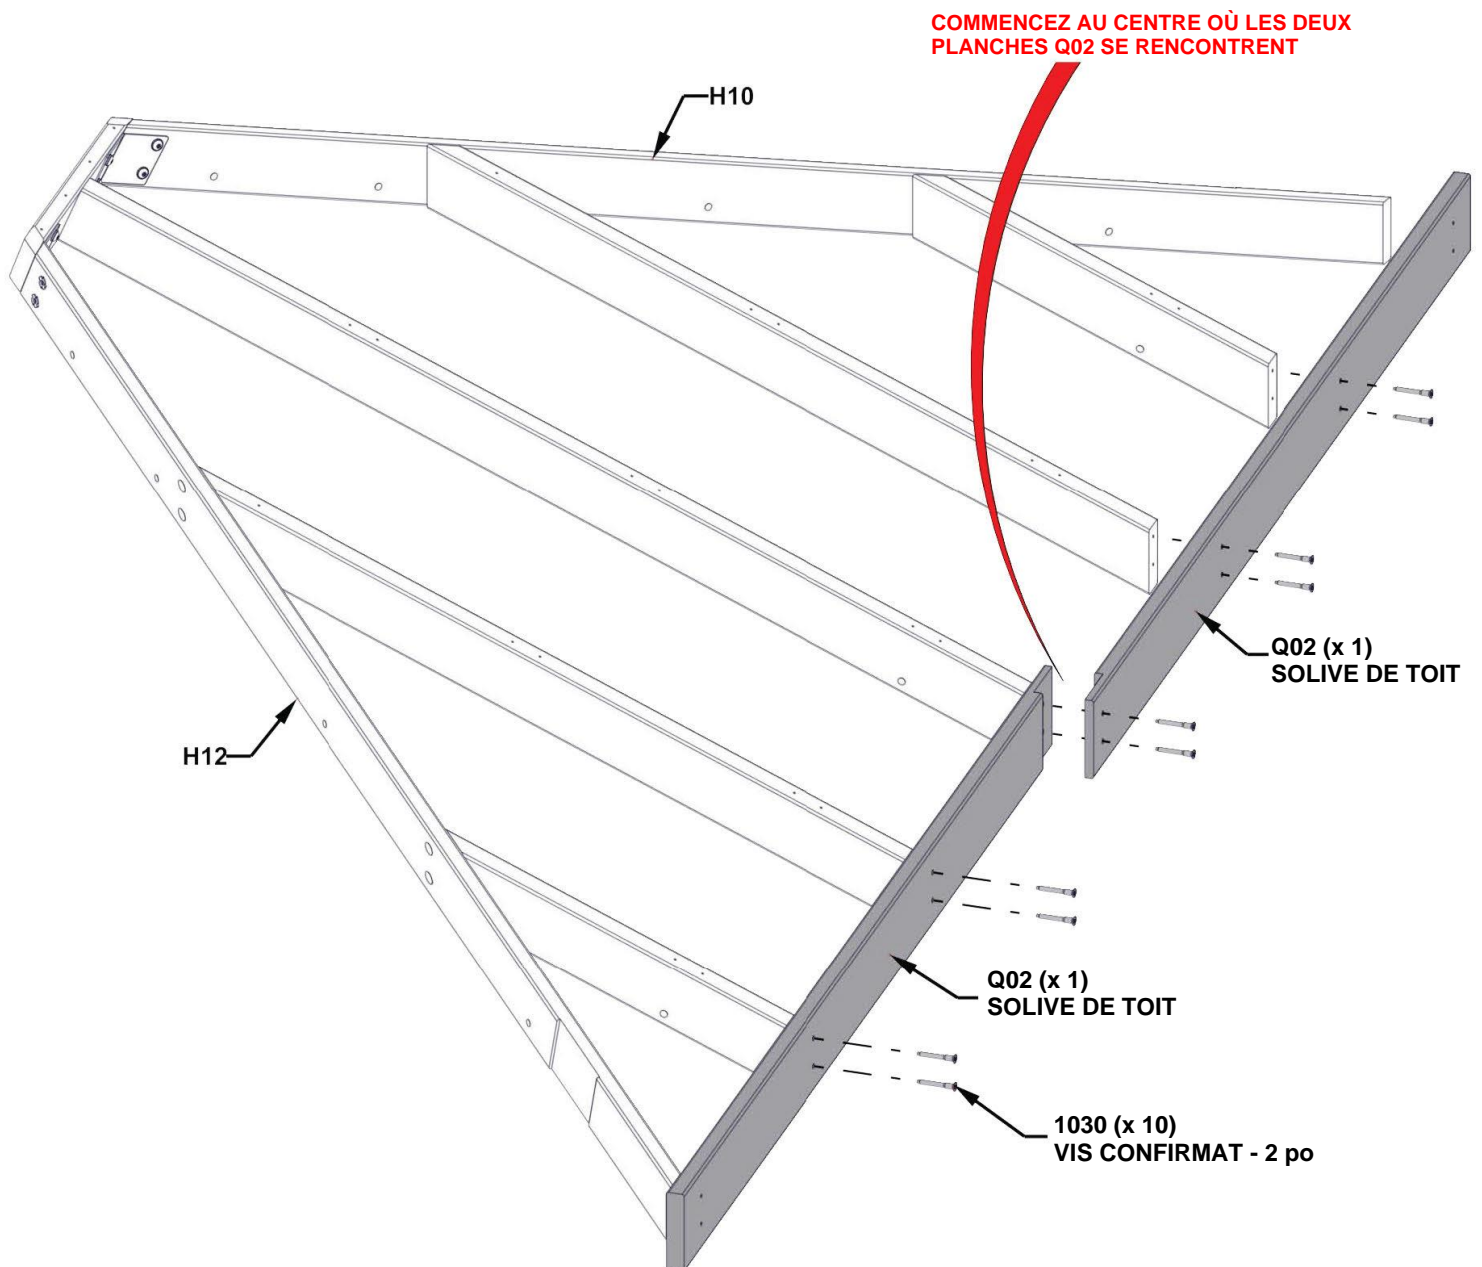 COMMENCEZ AU CENTRE OÙ LES DEUX
PLANCHES Q02 SE RENCONTRENT
H10
Q02 (x 1)
SOLIVE DE TOIT
H12
Q02 (x 1)
SOLIVE DE TOIT
1030 (x 10)
VIS CONFIRMAT - 2 po